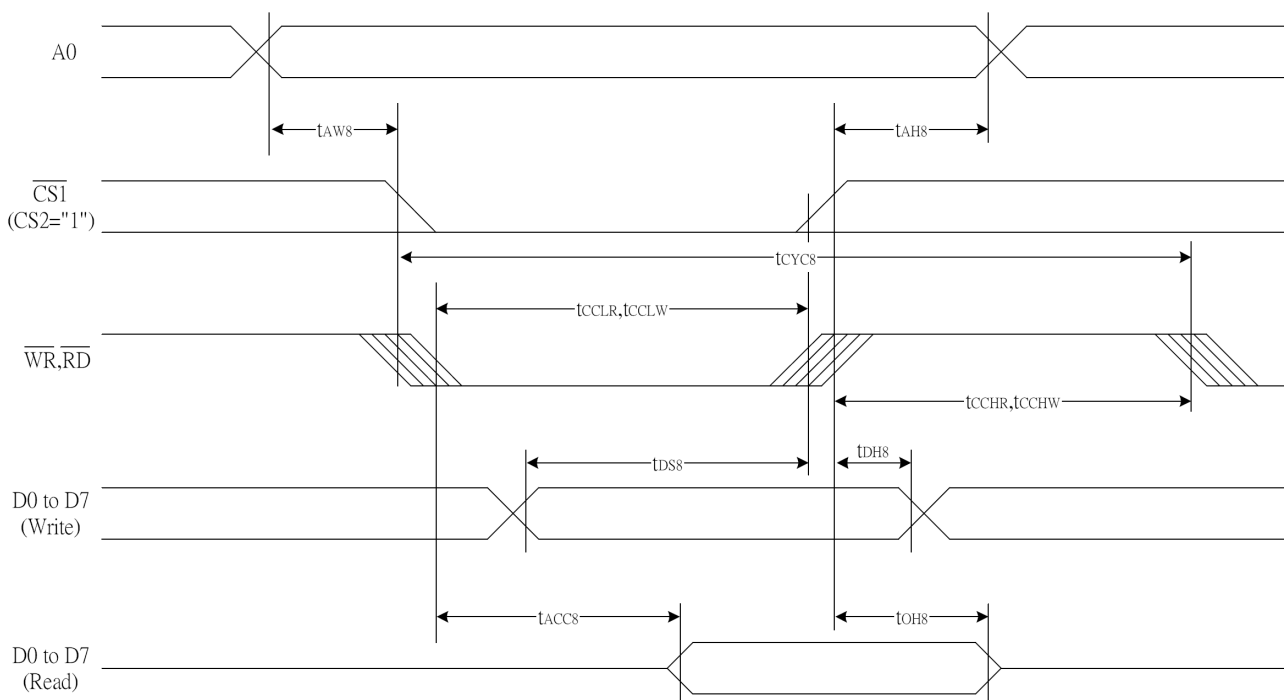 A0
tAW8
tAH8
CS1
(CS2="1")
tCYC8
tCCLR,tCCLW
WR,RD
tCCHR,tCCHW
tDS8
tDH8
D0 to D7
(Write)
tACC8
tOH8
D0 to D7
(Read)